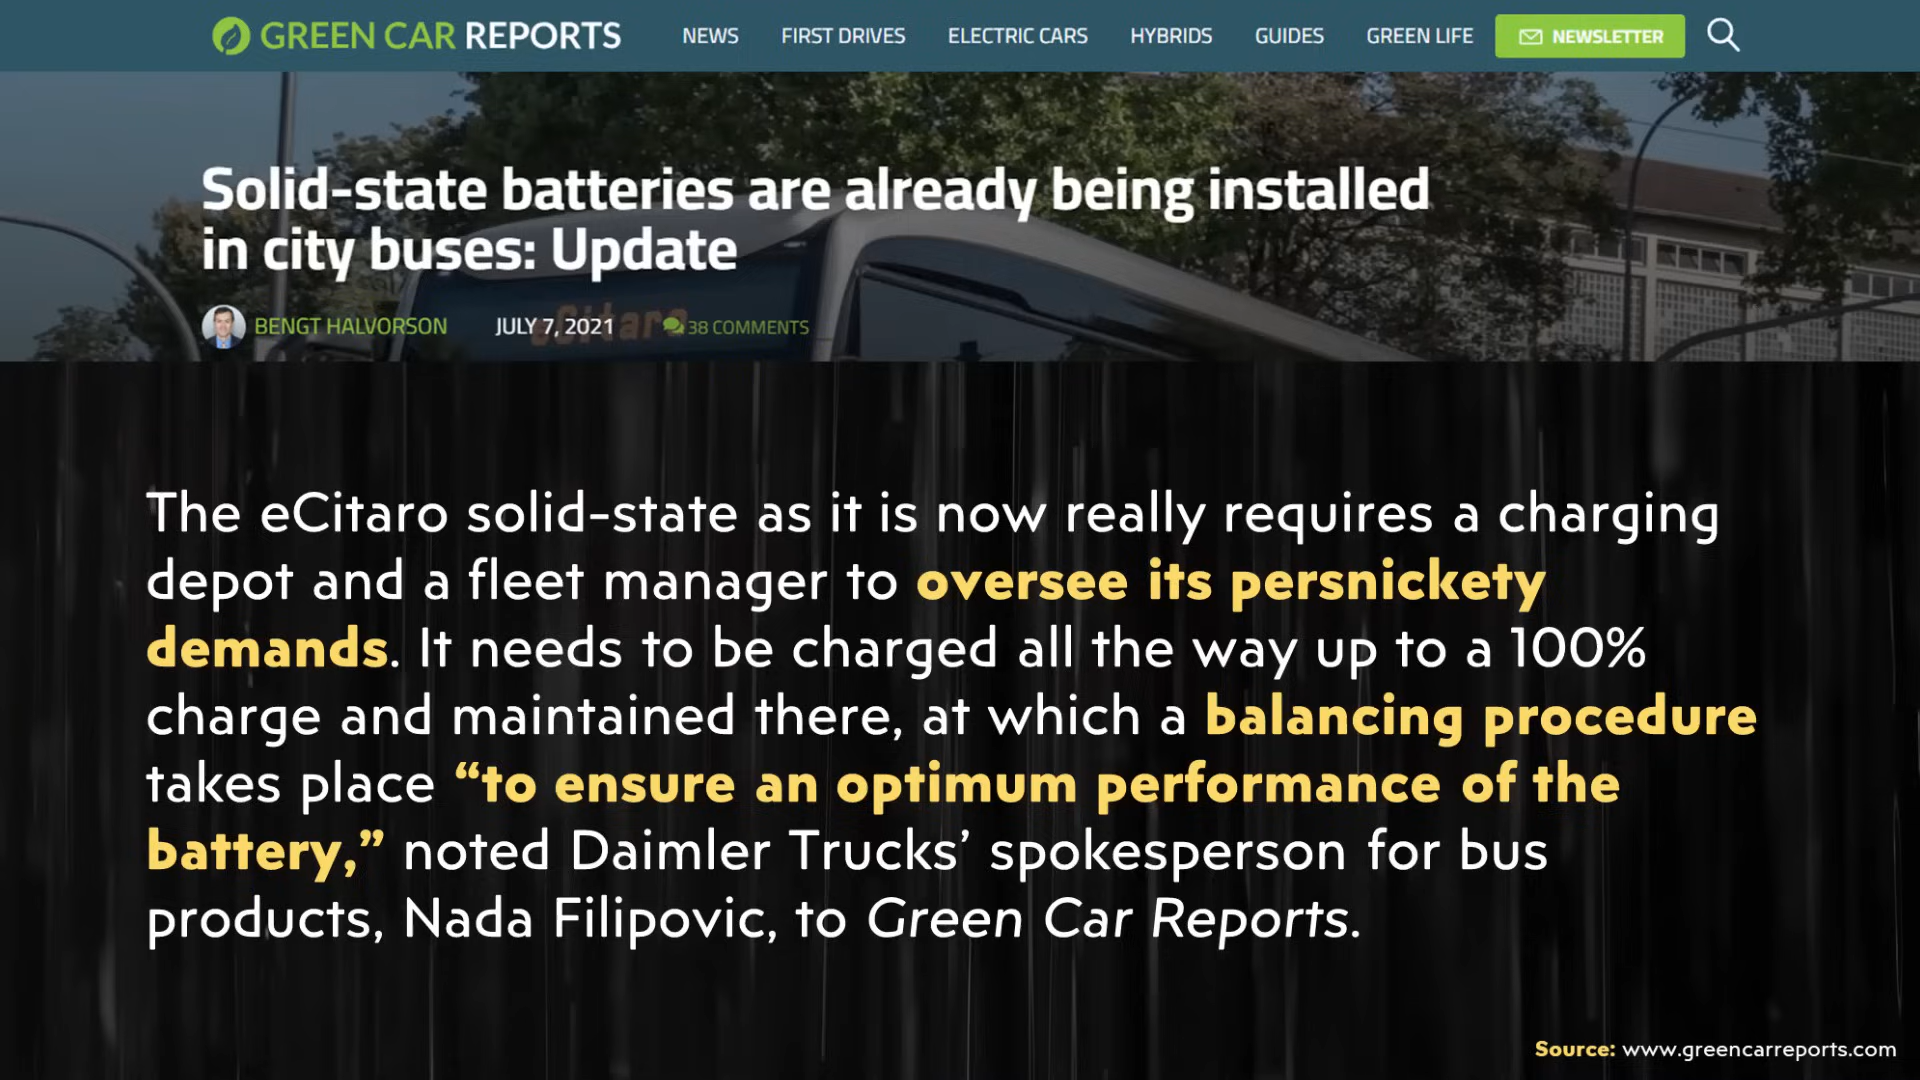 GREEN CAR REPORTS NEWS FIRST DRIVES ELECTRIC CARS HYBRIDS GUIDES GREEN LIFE NEWSLETTER
Solid-state batteries are already being installed
in city buses: Update
eCitaro
BENGT HALVORSON JULY 7, 2021 38 COMMENTS
The eCitaro solid-state as it is now really requires a charging
depot and a fleet manager to oversee its persnickety
demands. It needs to be charged all the way up to a 100%
charge and maintained there, at which a balancing procedure
takes place “to ensure an optimum performance of the
battery,” noted Daimler Trucks’ spokesperson for bus
products, Nada Filipovic, to Green Car Reports.
Source: www.greencarreports.com